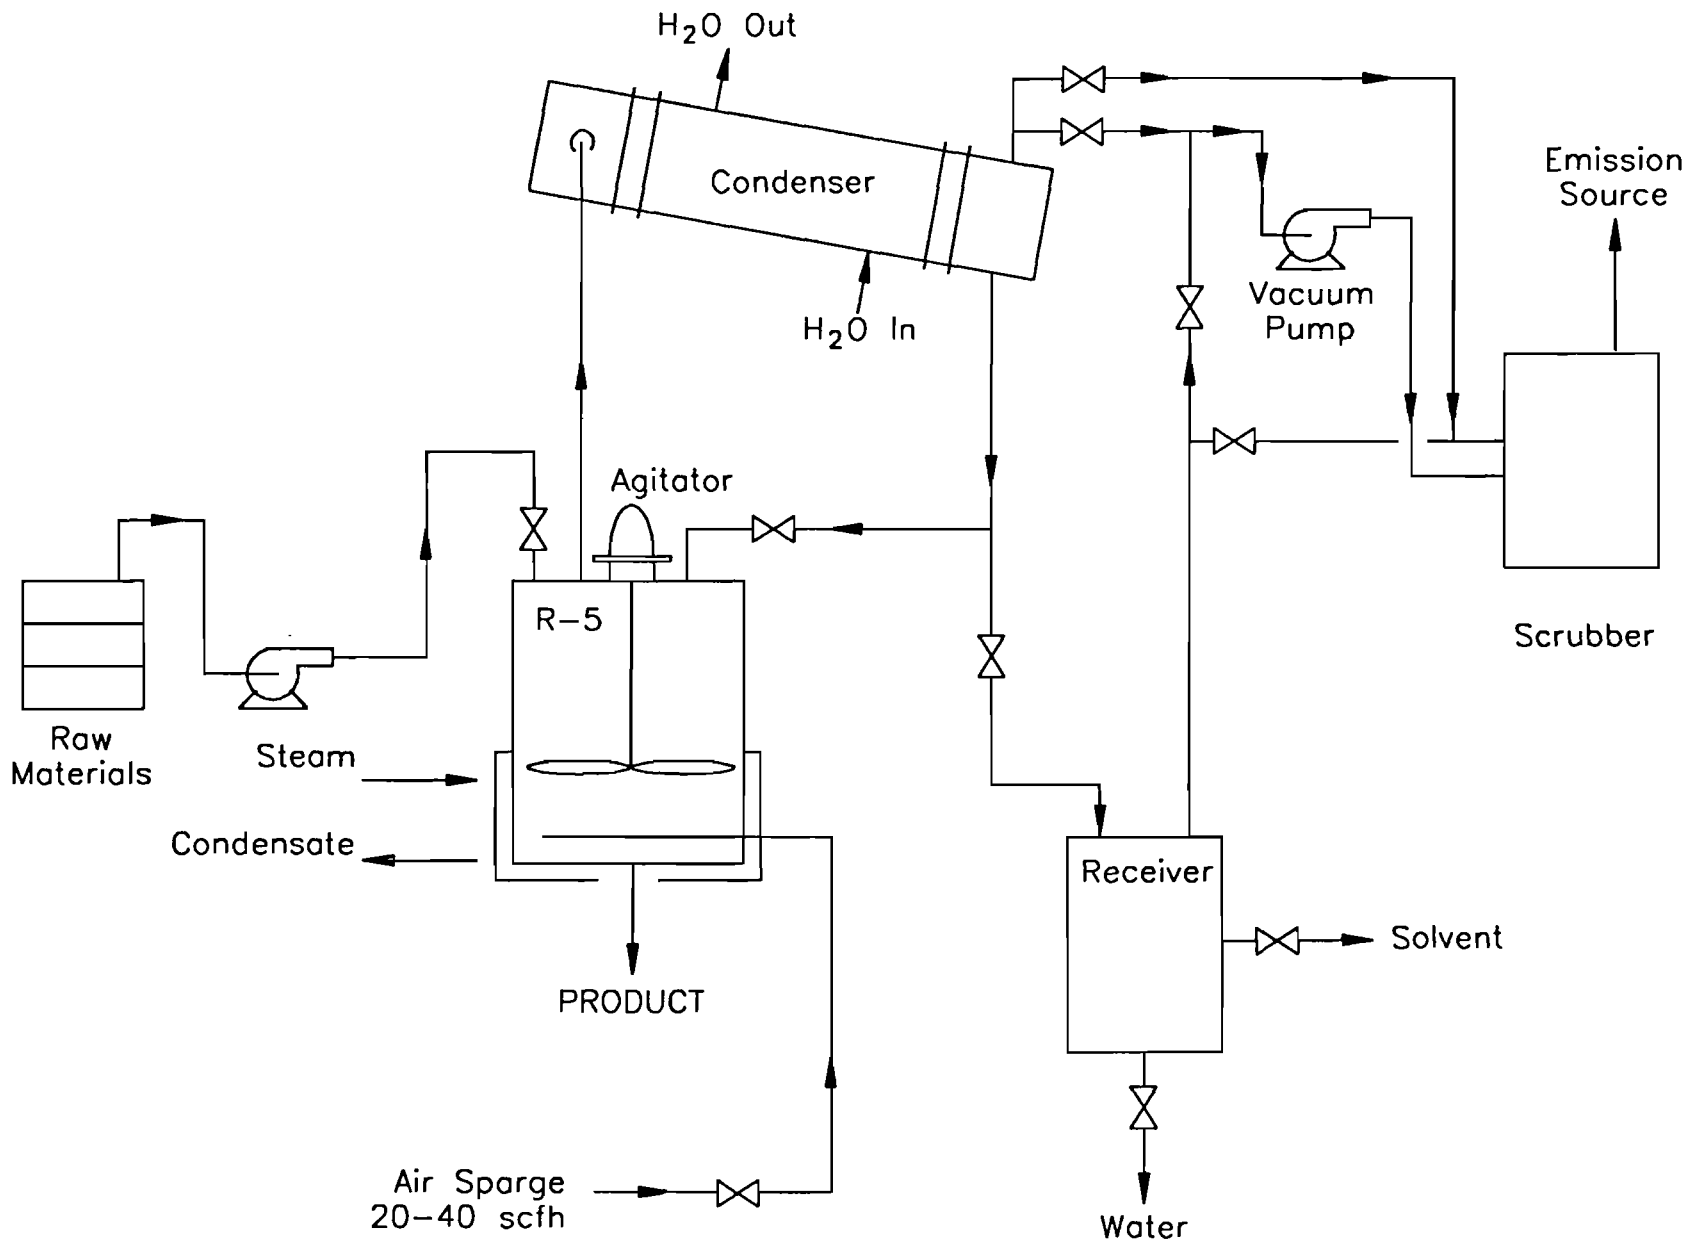 H₂O Out
Condenser
Emission
Source
H₂O In
Vacuum
Pump
Agitator
R-5
Scrubber
Raw
Materials
Steam
Condensate
Receiver
Solvent
PRODUCT
Air Sparge
20-40 scfh
Water